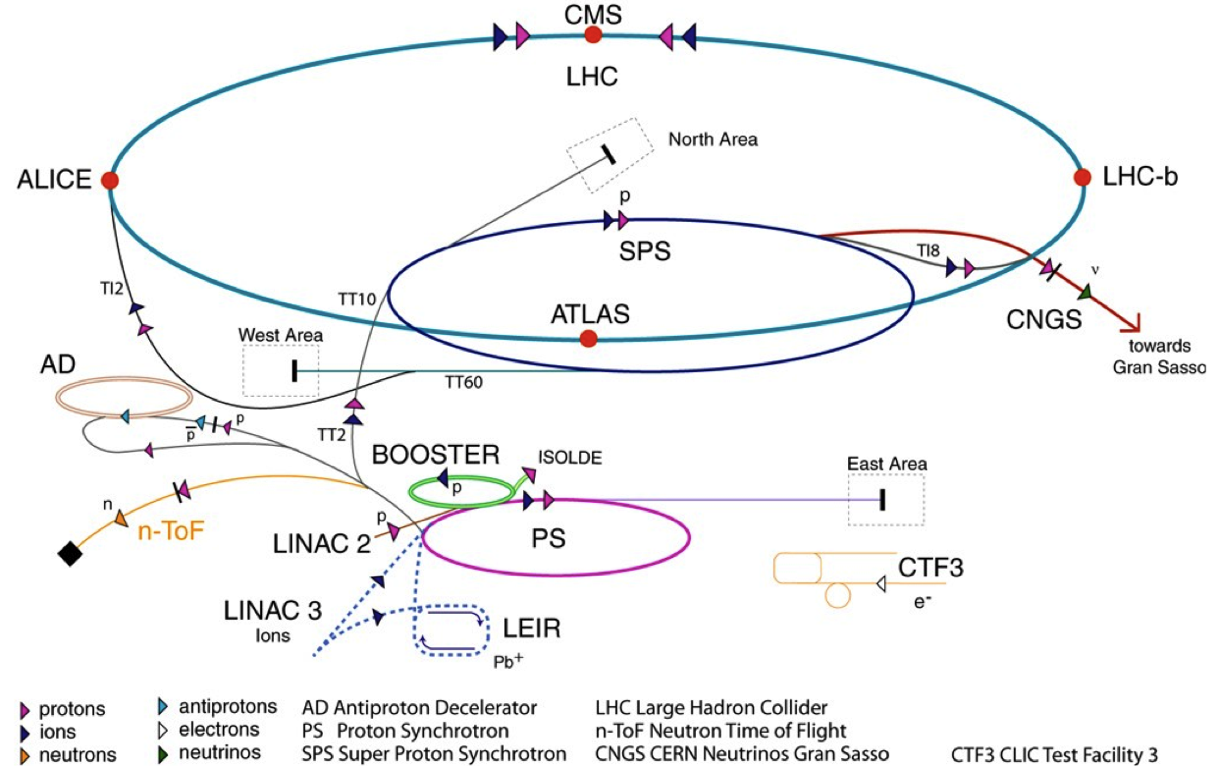 CMS
LHC
North Area
ALICE
LHC-b
p
SPS
TI8
ν
TI2
TT10
ATLAS
CNGS
West Area
towards
Gran Sasso
AD
TT60
p
p
TT2
BOOSTER
ISOLDE
East Area
p
n
n-ToF
p
LINAC 2
PS
CTF3
e-
LINAC 3
Ions
LEIR
Pb+
protons
ions
neutrons
antiprotons
electrons
neutrinos
AD Antiproton Decelerator
PS Proton Synchrotron
SPS Super Proton Synchrotron
LHC Large Hadron Collider
n-ToF Neutron Time of Flight
CNGS CERN Neutrinos Gran Sasso
CTF3 CLIC Test Facility 3